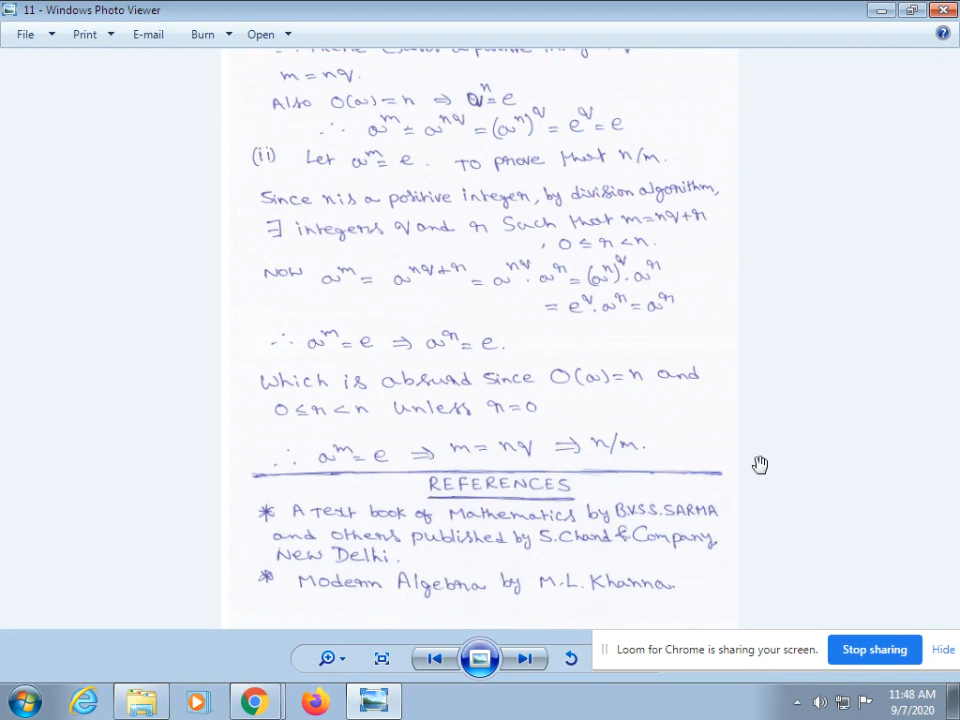 11 - Windows Photo Viewer
File Print E-mail Burn Open
m = nq.
Also O(a) = n ⇒ aⁿ = e
∴ a^m = a^nq = (a^n)^q = e^q = e
(ii) Let a^m = e. To prove that n/m.
Since n is a positive integer, by division algorithm,
∃ integers q and r Such that m = nq + r
, 0 ≤ r < n.
Now a^m = a^nq+r = a^nq . a^r = (a^n)^q . a^r
= e^q . a^r = a^r
∴ a^m = e ⇒ a^r = e.
Which is absurd since O(a) = n and
0 ≤ r < n unless r = 0
∴ a^m = e ⇒ m = nq ⇒ n/m.
REFERENCES
* A Text book of Mathematics by B.V.S.S. SARMA
and others published by S. Chand & Company,
New Delhi.
* Modern Algebra by M.L. Khanna.
Loom for Chrome is sharing your screen. Stop sharing Hide
11:48 AM
9/7/2020